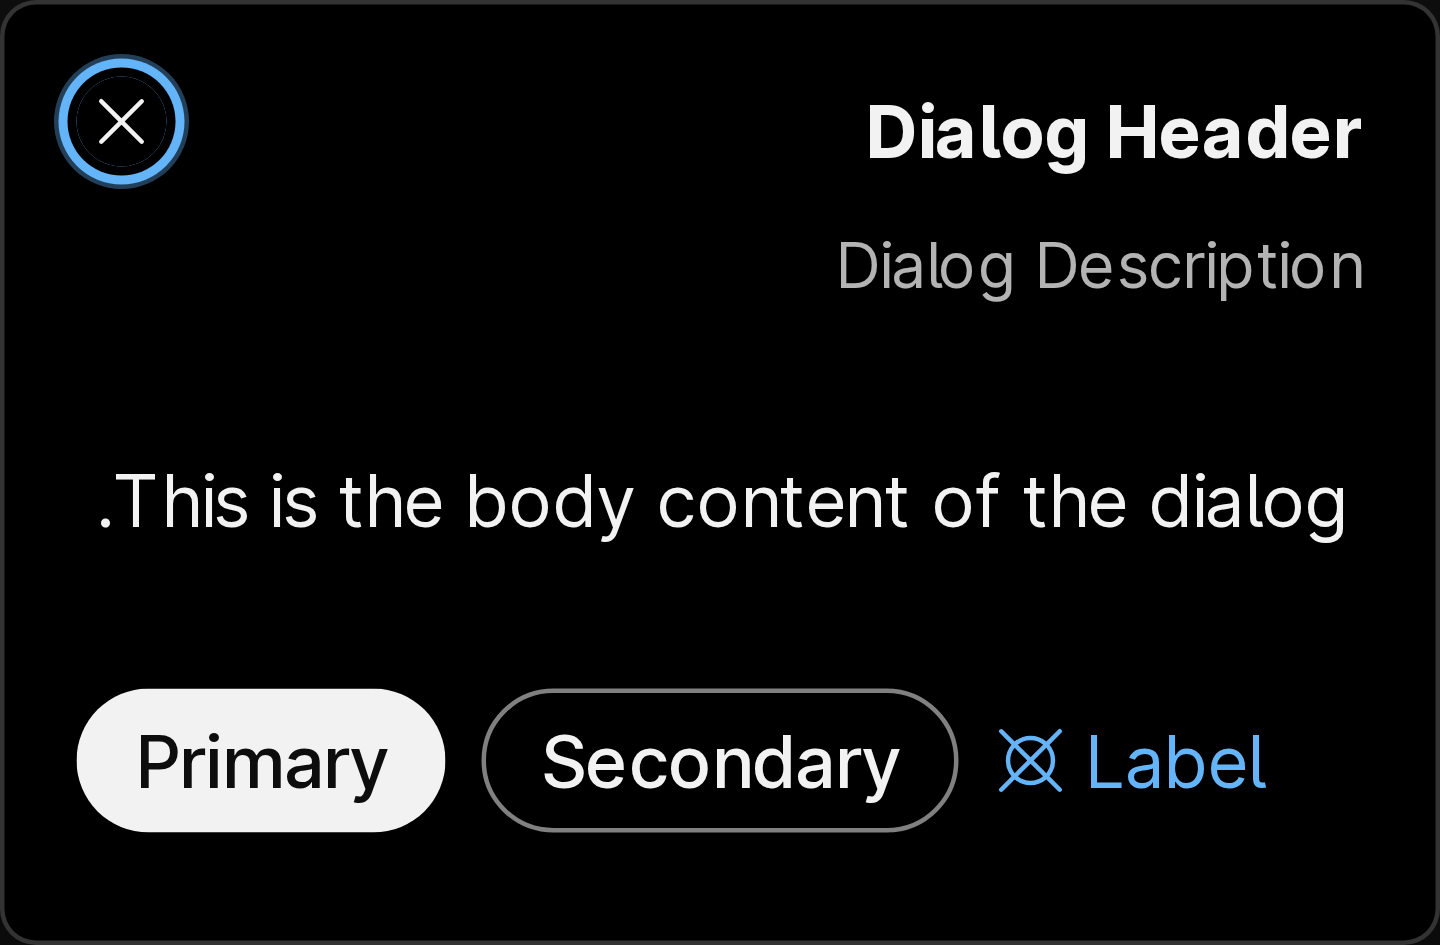 Dialog Header
Dialog Description
.This is the body content of the dialog
Primary
Secondary
Label